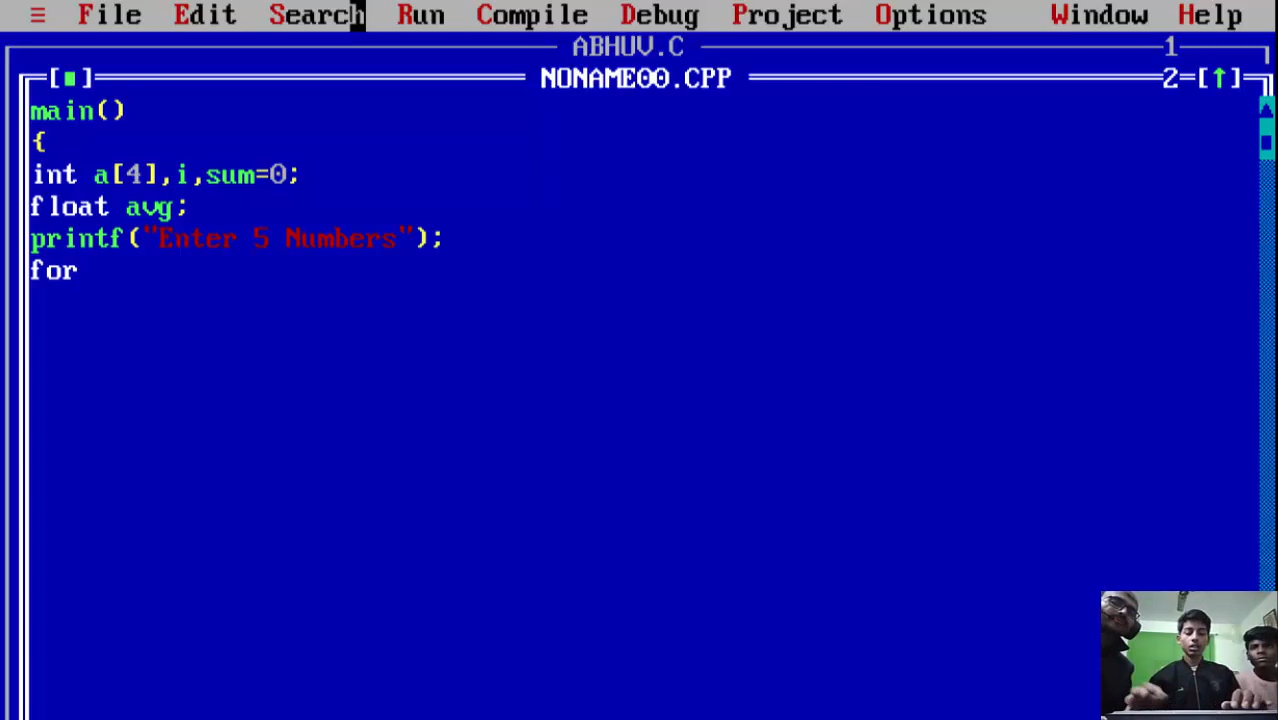 ≡ File Edit Search Run Compile Debug Project Options Window Help
ABHUV.C 1
[■] NONAME00.CPP 2=[↑]
main()
{
int a[4],i,sum=0;
float avg;
printf("Enter 5 Numbers");
for